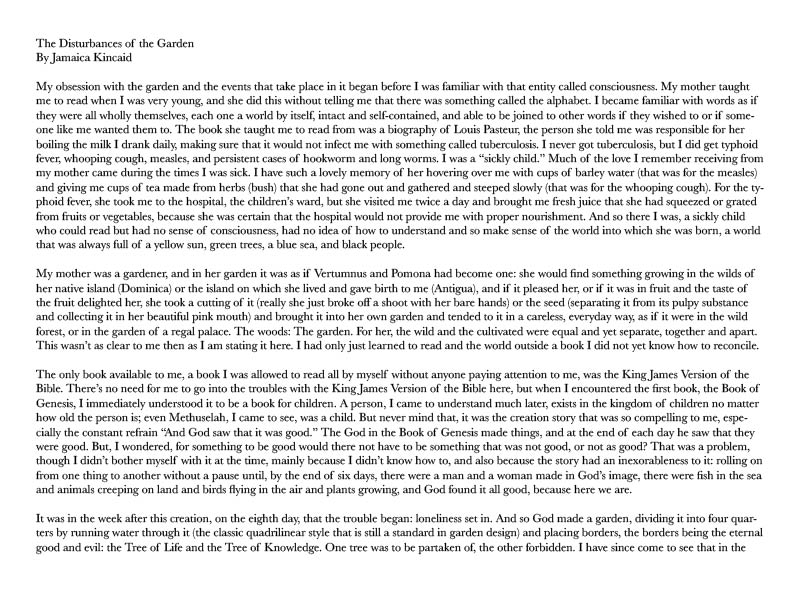 The Disturbances of the Garden
By Jamaica Kincaid
My obsession with the garden and the events that take place in it began before I was familiar with that entity called consciousness. My mother taught
me to read when I was very young, and she did this without telling me that there was something called the alphabet. I became familiar with words as if
they were all wholly themselves, each one a world by itself, intact and self-contained, and able to be joined to other words if they wished to or if some-
one like me wanted them to. The book she taught me to read from was a biography of Louis Pasteur, the person she told me was responsible for her
boiling the milk I drank daily, making sure that it would not infect me with something called tuberculosis. I never got tuberculosis, but I did get typhoid
fever, whooping cough, measles, and persistent cases of hookworm and long worms. I was a “sickly child.” Much of the love I remember receiving from
my mother came during the times I was sick. I have such a lovely memory of her hovering over me with cups of barley water (that was for the measles)
and giving me cups of tea made from herbs (bush) that she had gone out and gathered and steeped slowly (that was for the whooping cough). For the ty-
phoid fever, she took me to the hospital, the children’s ward, but she visited me twice a day and brought me fresh juice that she had squeezed or grated
from fruits or vegetables, because she was certain that the hospital would not provide me with proper nourishment. And so there I was, a sickly child
who could read but had no sense of consciousness, had no idea of how to understand and so make sense of the world into which she was born, a world
that was always full of a yellow sun, green trees, a blue sea, and black people.
My mother was a gardener, and in her garden it was as if Vertumnus and Pomona had become one: she would find something growing in the wilds of
her native island (Dominica) or the island on which she lived and gave birth to me (Antigua), and if it pleased her, or if it was in fruit and the taste of
the fruit delighted her, she took a cutting of it (really she just broke off a shoot with her bare hands) or the seed (separating it from its pulpy substance
and collecting it in her beautiful pink mouth) and brought it into her own garden and tended to it in a careless, everyday way, as if it were in the wild
forest, or in the garden of a regal palace. The woods: The garden. For her, the wild and the cultivated were equal and yet separate, together and apart.
This wasn’t as clear to me then as I am stating it here. I had only just learned to read and the world outside a book I did not yet know how to reconcile.
The only book available to me, a book I was allowed to read all by myself without anyone paying attention to me, was the King James Version of the
Bible. There’s no need for me to go into the troubles with the King James Version of the Bible here, but when I encountered the first book, the Book of
Genesis, I immediately understood it to be a book for children. A person, I came to understand much later, exists in the kingdom of children no matter
how old the person is; even Methuselah, I came to see, was a child. But never mind that, it was the creation story that was so compelling to me, espe-
cially the constant refrain “And God saw that it was good.” The God in the Book of Genesis made things, and at the end of each day he saw that they
were good. But, I wondered, for something to be good would there not have to be something that was not good, or not as good? That was a problem,
though I didn’t bother myself with it at the time, mainly because I didn’t know how to, and also because the story had an inexorableness to it: rolling on
from one thing to another without a pause until, by the end of six days, there were a man and a woman made in God’s image, there were fish in the sea
and animals creeping on land and birds flying in the air and plants growing, and God found it all good, because here we are.
It was in the week after this creation, on the eighth day, that the trouble began: loneliness set in. And so God made a garden, dividing it into four quar-
ters by running water through it (the classic quadrilinear style that is still a standard in garden design) and placing borders, the borders being the eternal
good and evil: the Tree of Life and the Tree of Knowledge. One tree was to be partaken of, the other forbidden. I have since come to see that in the